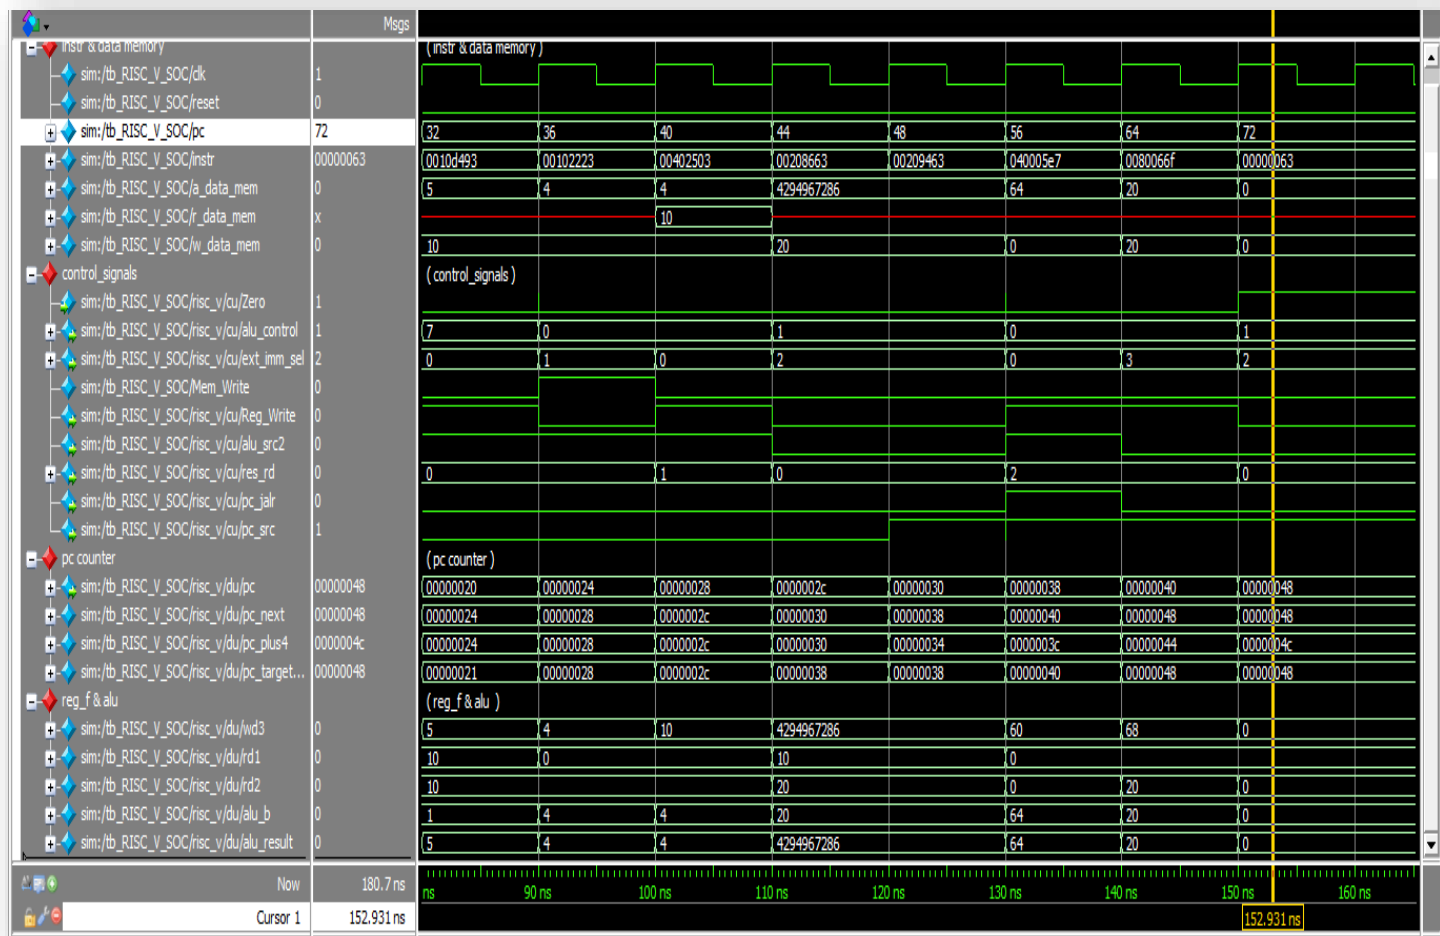 Msgs
instr & data memory (instr & data memory )
sim:/tb_RISC_V_SOC/clk 1
sim:/tb_RISC_V_SOC/reset 0
sim:/tb_RISC_V_SOC/pc 72 32 36 40 44 48 56 64 72
sim:/tb_RISC_V_SOC/instr 00000063 0010d493 00102223 00402503 00208663 00209463 040005e7 0080066f 00000063
sim:/tb_RISC_V_SOC/a_data_mem 0 5 4 4 4294967286 64 20 0
sim:/tb_RISC_V_SOC/r_data_mem x 10
sim:/tb_RISC_V_SOC/w_data_mem 0 10 20 0 20 0
control_signals (control_signals )
sim:/tb_RISC_V_SOC/risc_v/cu/Zero 1
sim:/tb_RISC_V_SOC/risc_v/cu/alu_control 1 7 0 1 0 1
sim:/tb_RISC_V_SOC/risc_v/cu/ext_imm_sel 2 0 1 0 2 0 3 2
sim:/tb_RISC_V_SOC/Mem_Write 0
sim:/tb_RISC_V_SOC/risc_v/cu/Reg_Write 0
sim:/tb_RISC_V_SOC/risc_v/cu/alu_src2 0
sim:/tb_RISC_V_SOC/risc_v/cu/res_rd 0 0 1 0 2 0
sim:/tb_RISC_V_SOC/risc_v/cu/pc_jalr 0
sim:/tb_RISC_V_SOC/risc_v/cu/pc_src 1
pc counter (pc counter )
sim:/tb_RISC_V_SOC/risc_v/du/pc 00000048 00000020 00000024 00000028 0000002c 00000030 00000038 00000040 00000048
sim:/tb_RISC_V_SOC/risc_v/du/pc_next 00000048 00000024 00000028 0000002c 00000030 00000038 00000040 00000048 00000048
sim:/tb_RISC_V_SOC/risc_v/du/pc_plus4 0000004c 00000024 00000028 0000002c 00000030 00000034 0000003c 00000044 0000004c
sim:/tb_RISC_V_SOC/risc_v/du/pc_target... 00000048 00000021 00000028 0000002c 00000038 00000038 00000040 00000048 00000048
reg_f & alu (reg_f & alu )
sim:/tb_RISC_V_SOC/risc_v/du/wd3 0 5 4 10 4294967286 60 68 0
sim:/tb_RISC_V_SOC/risc_v/du/rd1 0 10 0 10 0
sim:/tb_RISC_V_SOC/risc_v/du/rd2 0 10 20 0 20 0
sim:/tb_RISC_V_SOC/risc_v/du/alu_b 0 1 4 4 20 64 20 0
sim:/tb_RISC_V_SOC/risc_v/du/alu_result 0 5 4 4 4294967286 64 20 0
Now 180.7 ns ns 90 ns 100 ns 110 ns 120 ns 130 ns 140 ns 150 ns 160 ns
Cursor 1 152.931 ns 152.931 ns